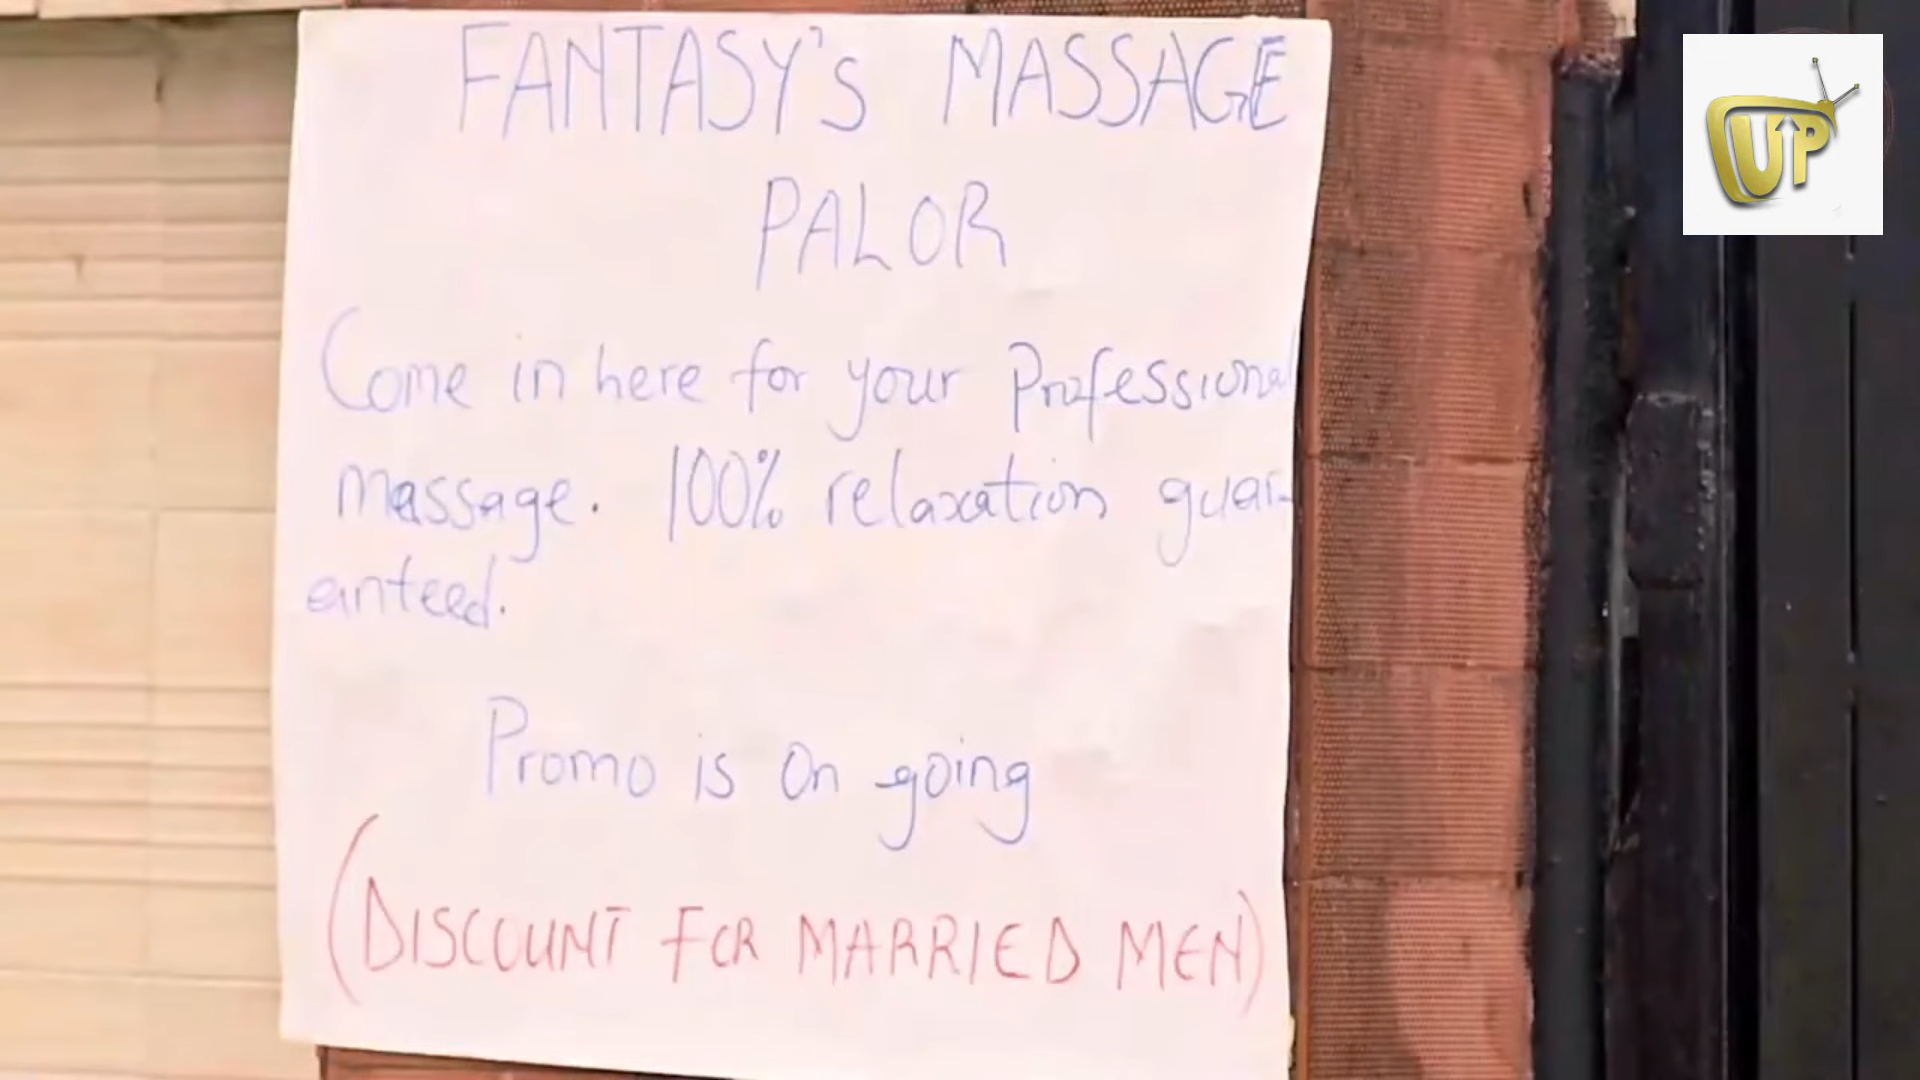 FANTASY's MASSAGE
PALOR
Come in here for your Professional
massage. 100% relaxation guar-
anteed.
Promo is On going
(DISCOUNT FOR MARRIED MEN)
UP